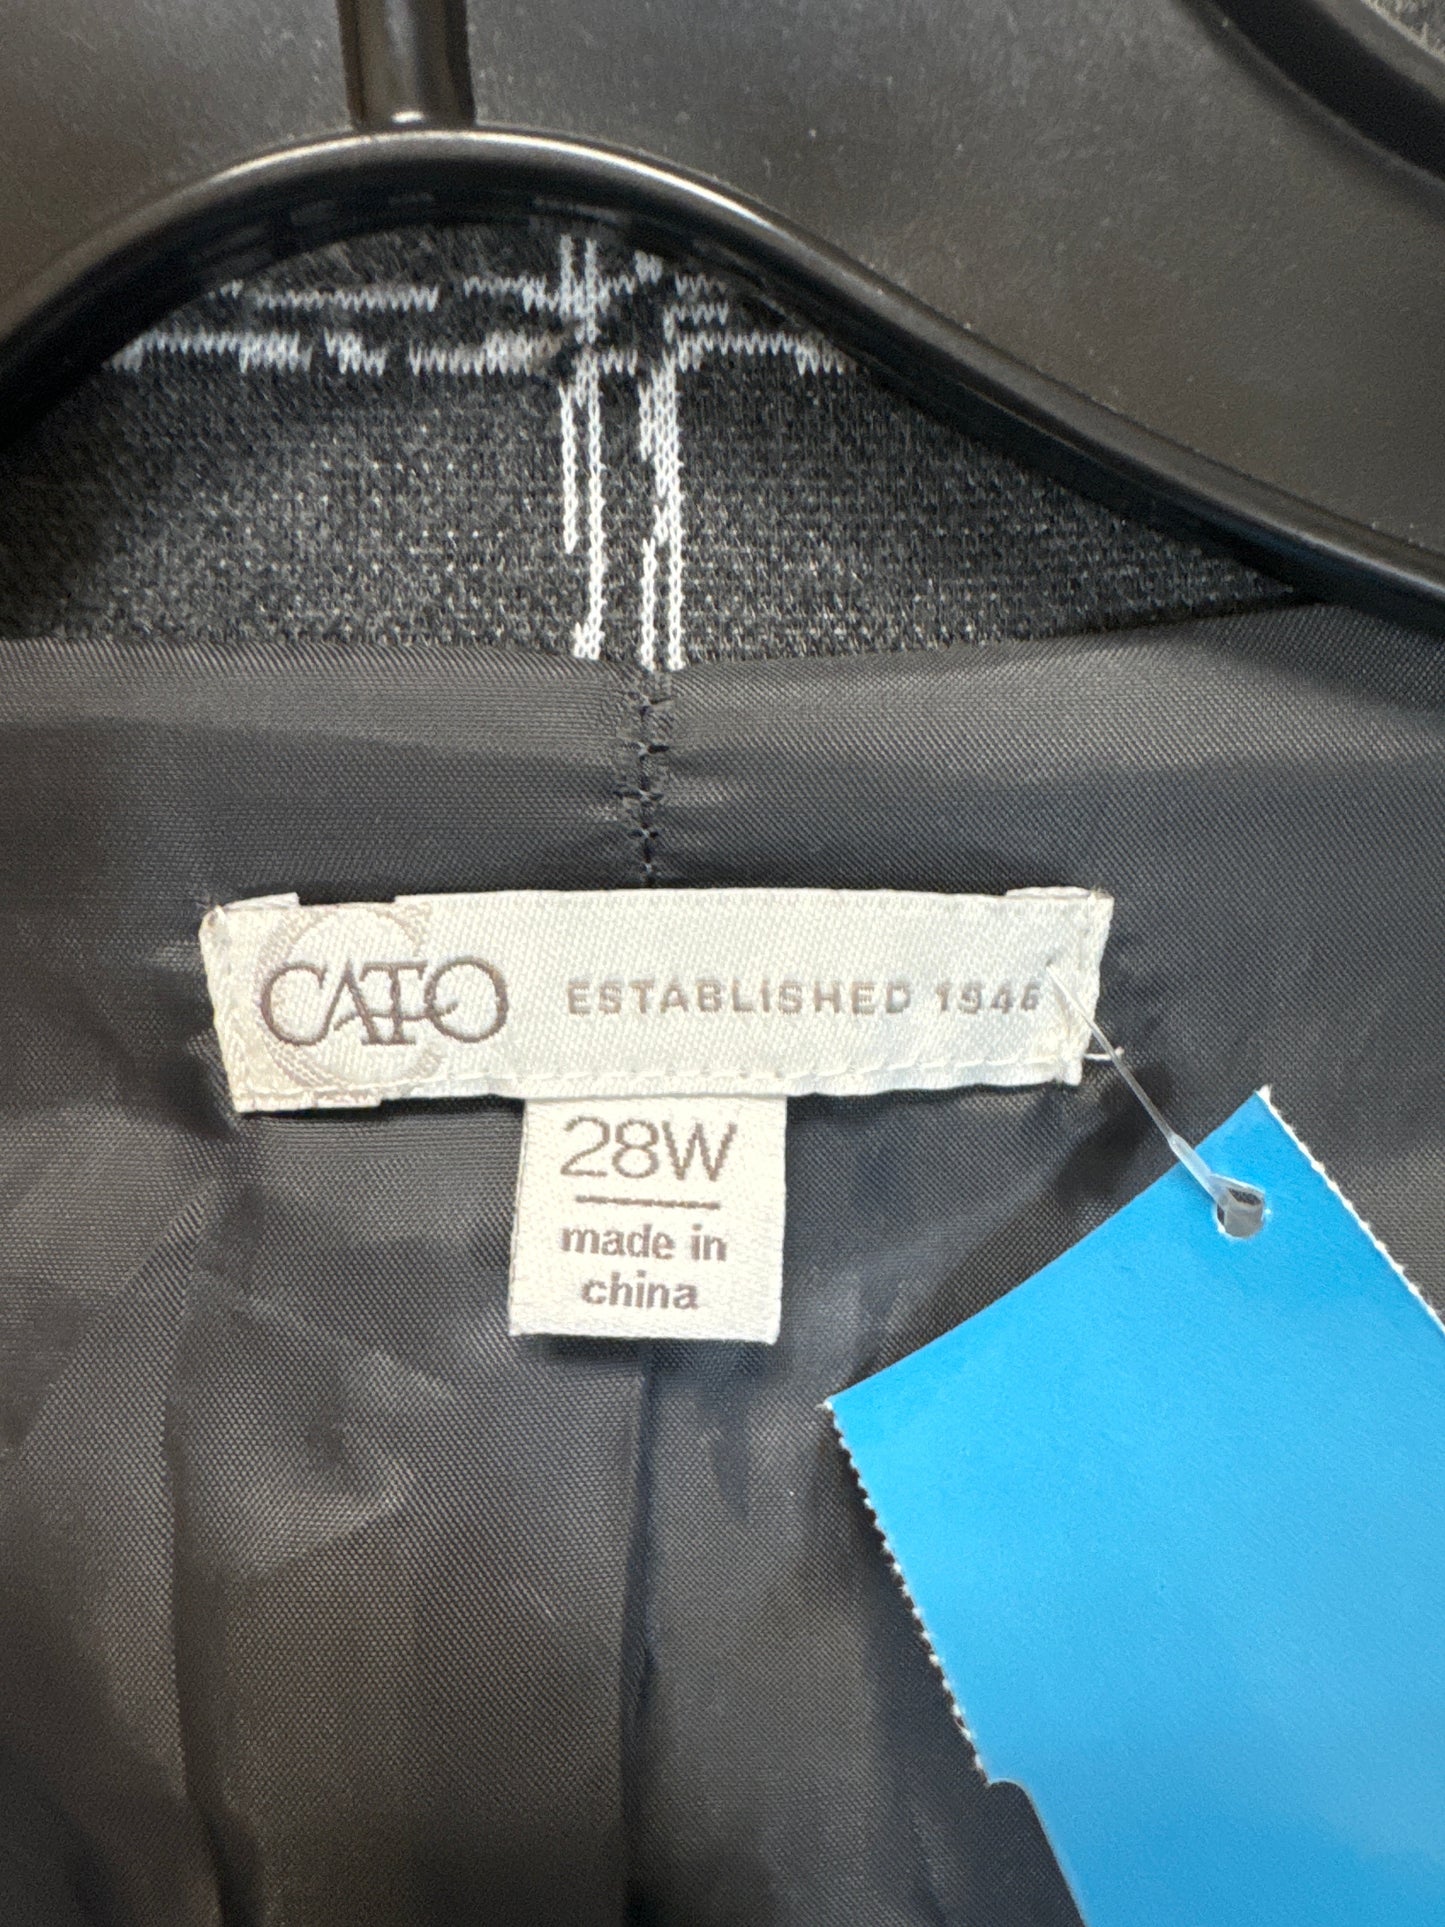 CATO ESTABLISHED 1946
28W
made in
china